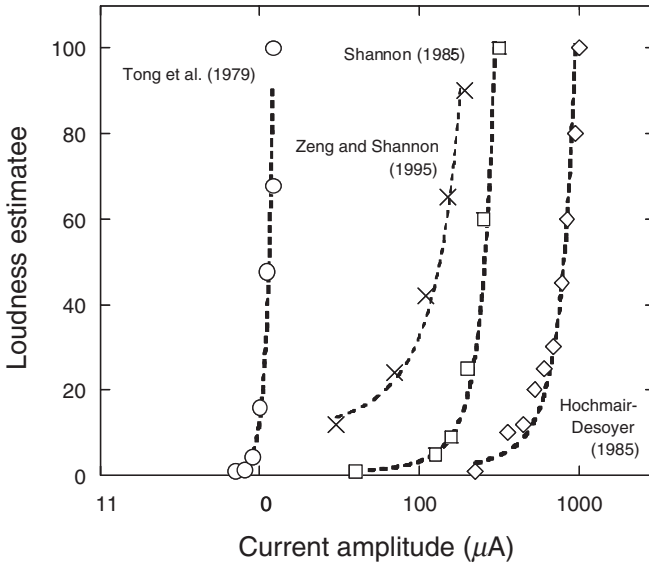 100
80
60
40
20
0
Loudness estimatee
Tong et al. (1979)
Shannon (1985)
Zeng and Shannon
(1995)
Hochmair-
Desoyer
(1985)
11
0
100
1000
Current amplitude (μA)